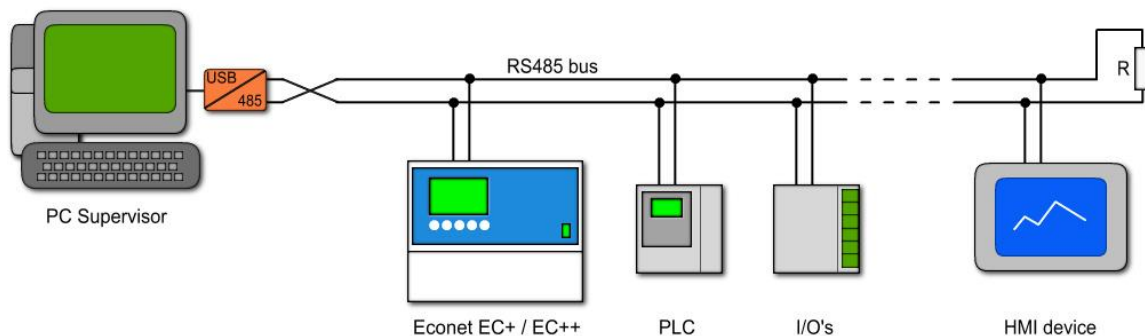 USB
485
RS485 bus
R
PC Supervisor
Econet EC+ / EC++
PLC
I/O's
HMI device